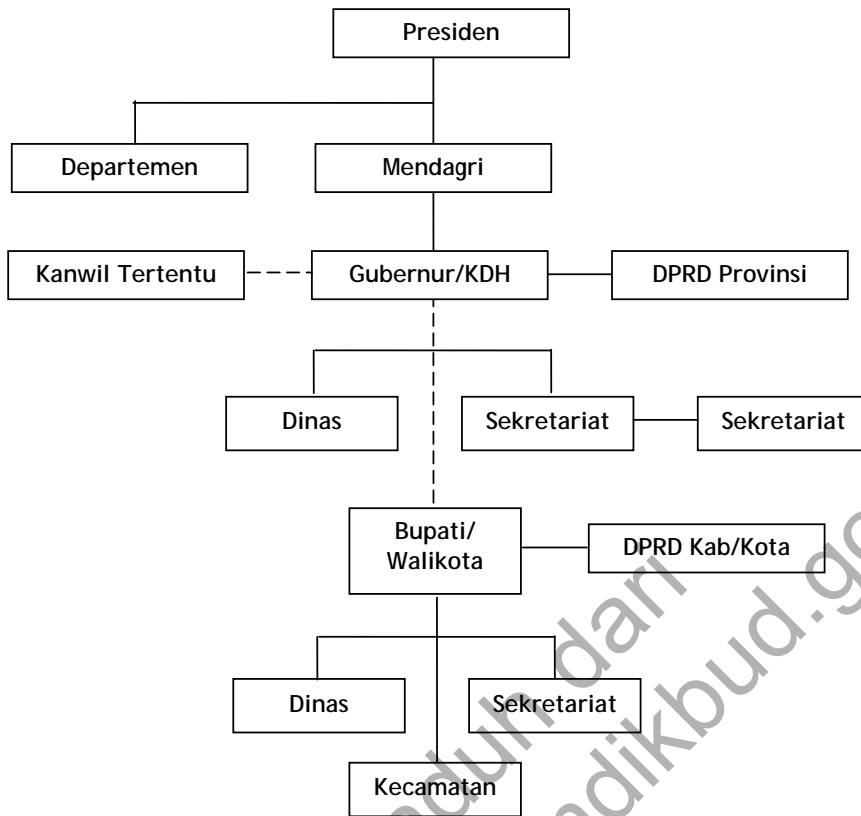 Presiden
Departemen
Mendagri
Kanwil Tertentu
Gubernur/KDH
DPRD Provinsi
Dinas
Sekretariat
Sekretariat
Bupati/
Walikota
DPRD Kab/Kota
Dinas
Sekretariat
Kecamatan
dari